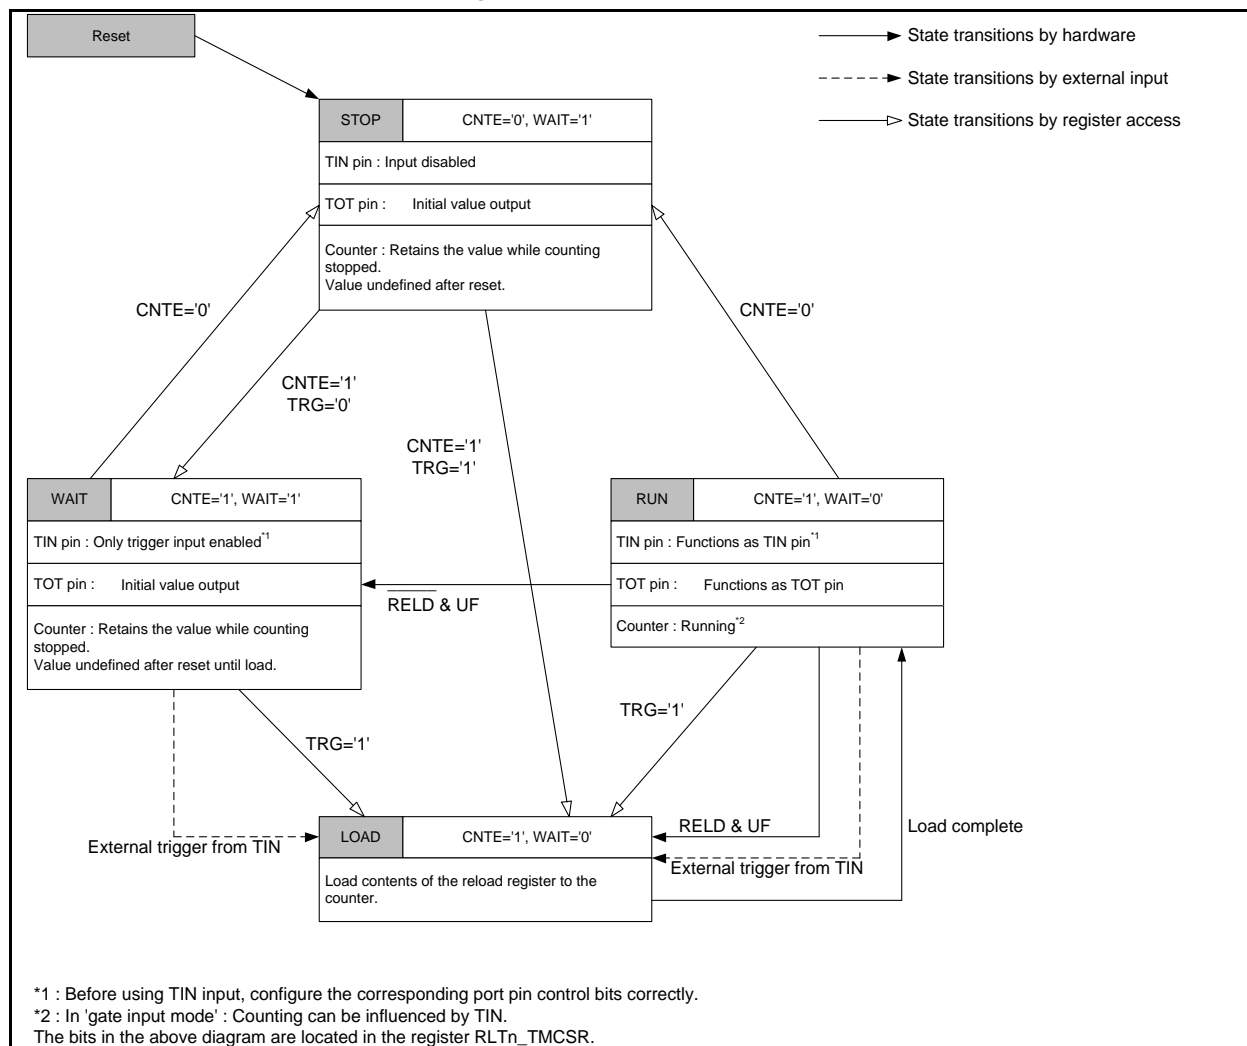 Reset
State transitions by hardware
State transitions by external input
State transitions by register access
STOP
CNTE='0', WAIT='1'
TIN pin : Input disabled
TOT pin : Initial value output
Counter : Retains the value while counting
stopped.
Value undefined after reset.
CNTE='0'
CNTE='0'
CNTE='1'
TRG='0'
CNTE='1'
TRG='1'
WAIT
CNTE='1', WAIT='1'
TIN pin : Only trigger input enabled*1
TOT pin : Initial value output
Counter : Retains the value while counting
stopped.
Value undefined after reset until load.
RUN
CNTE='1', WAIT='0'
TIN pin : Functions as TIN pin*1
TOT pin : Functions as TOT pin
Counter : Running*2
R̅E̅L̅D̅ & UF
TRG='1'
TRG='1'
External trigger from TIN
LOAD
CNTE='1', WAIT='0'
Load contents of the reload register to the
counter.
RELD & UF
External trigger from TIN
Load complete
*1 : Before using TIN input, configure the corresponding port pin control bits correctly.
*2 : In 'gate input mode' : Counting can be influenced by TIN.
The bits in the above diagram are located in the register RLTn_TMCSR.